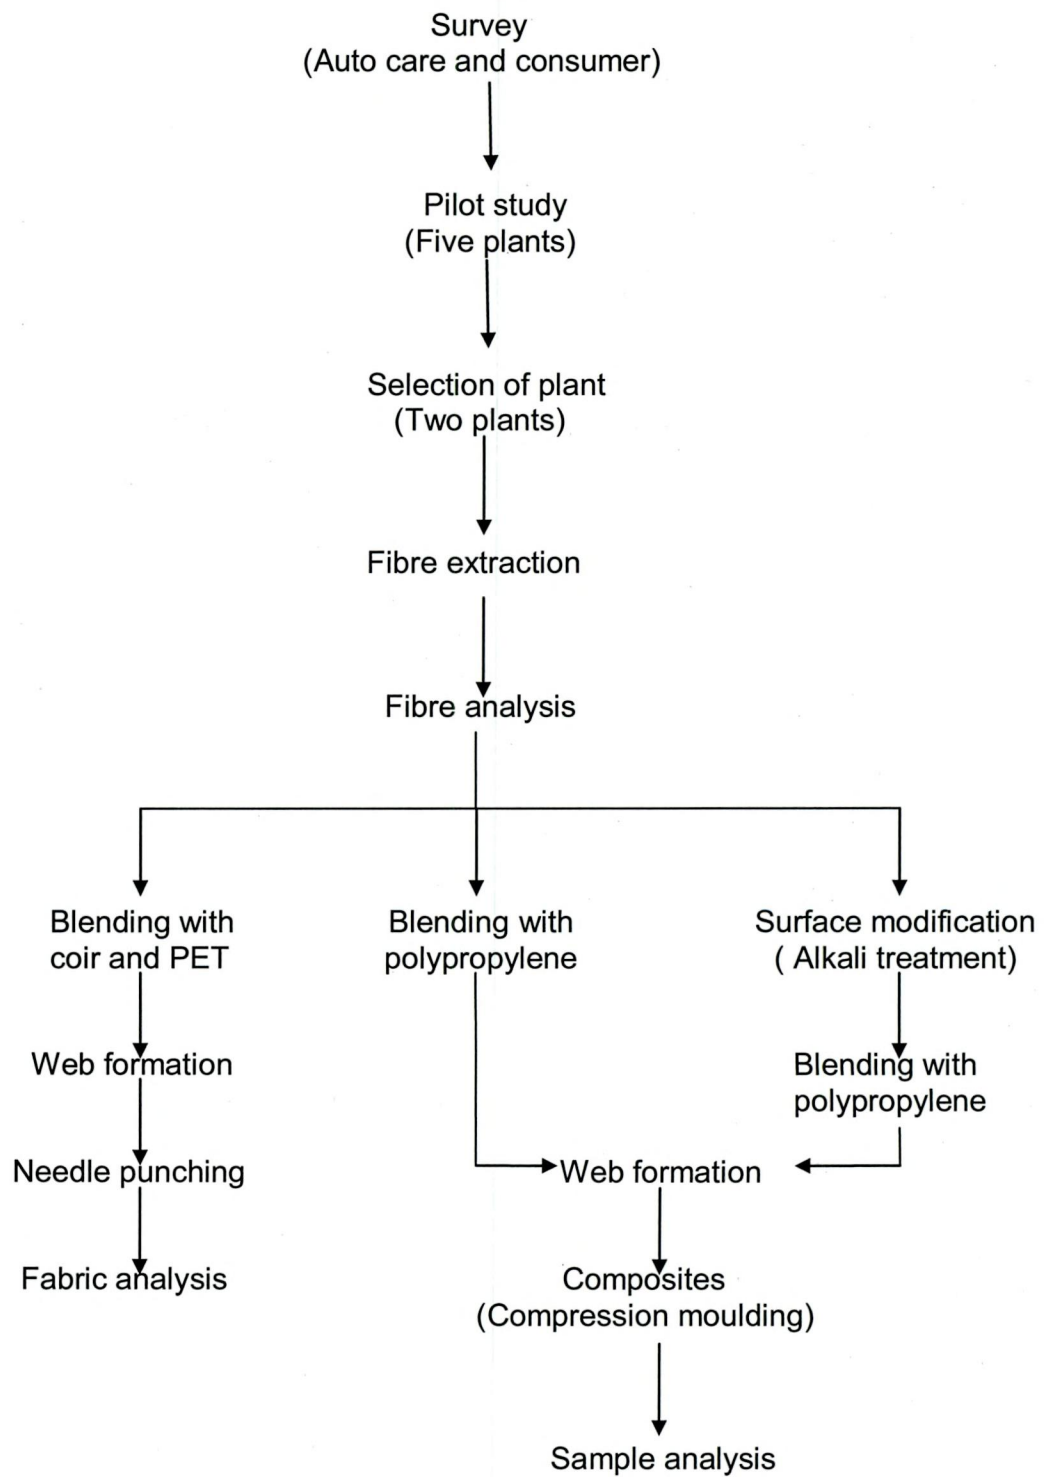 Survey
(Auto care and consumer)
Pilot study
(Five plants)
Selection of plant
(Two plants)
Fibre extraction
Fibre analysis
Blending with
coir and PET
Blending with
polypropylene
Surface modification
( Alkali treatment)
Web formation
Blending with
polypropylene
Needle punching
Web formation
Fabric analysis
Composites
(Compression moulding)
Sample analysis